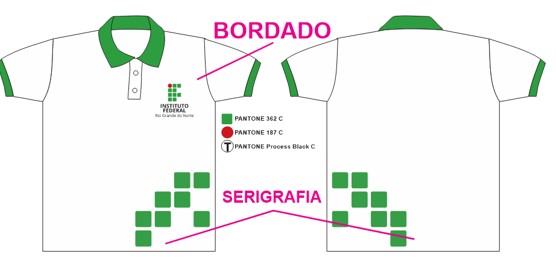 BORDADO
INSTITUTO
FEDERAL
Rio Grande do Norte
PANTONE 362 C
PANTONE 187 C
T PANTONE Process Black C
SERIGRAFIA